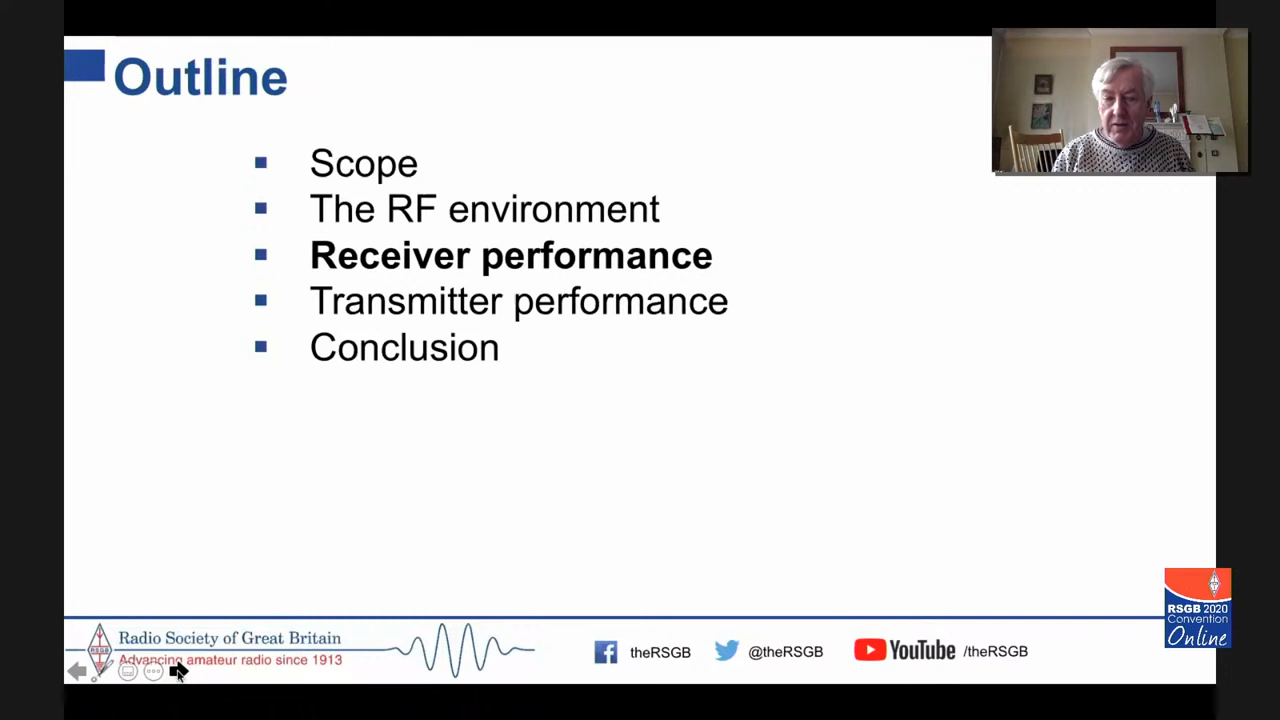 Outline
Scope
The RF environment
Receiver performance
Transmitter performance
Conclusion
RSGB 2020
Convention
Online
Radio Society of Great Britain
Advancing amateur radio since 1913
RSGB
theRSGB
@theRSGB
YouTube /theRSGB